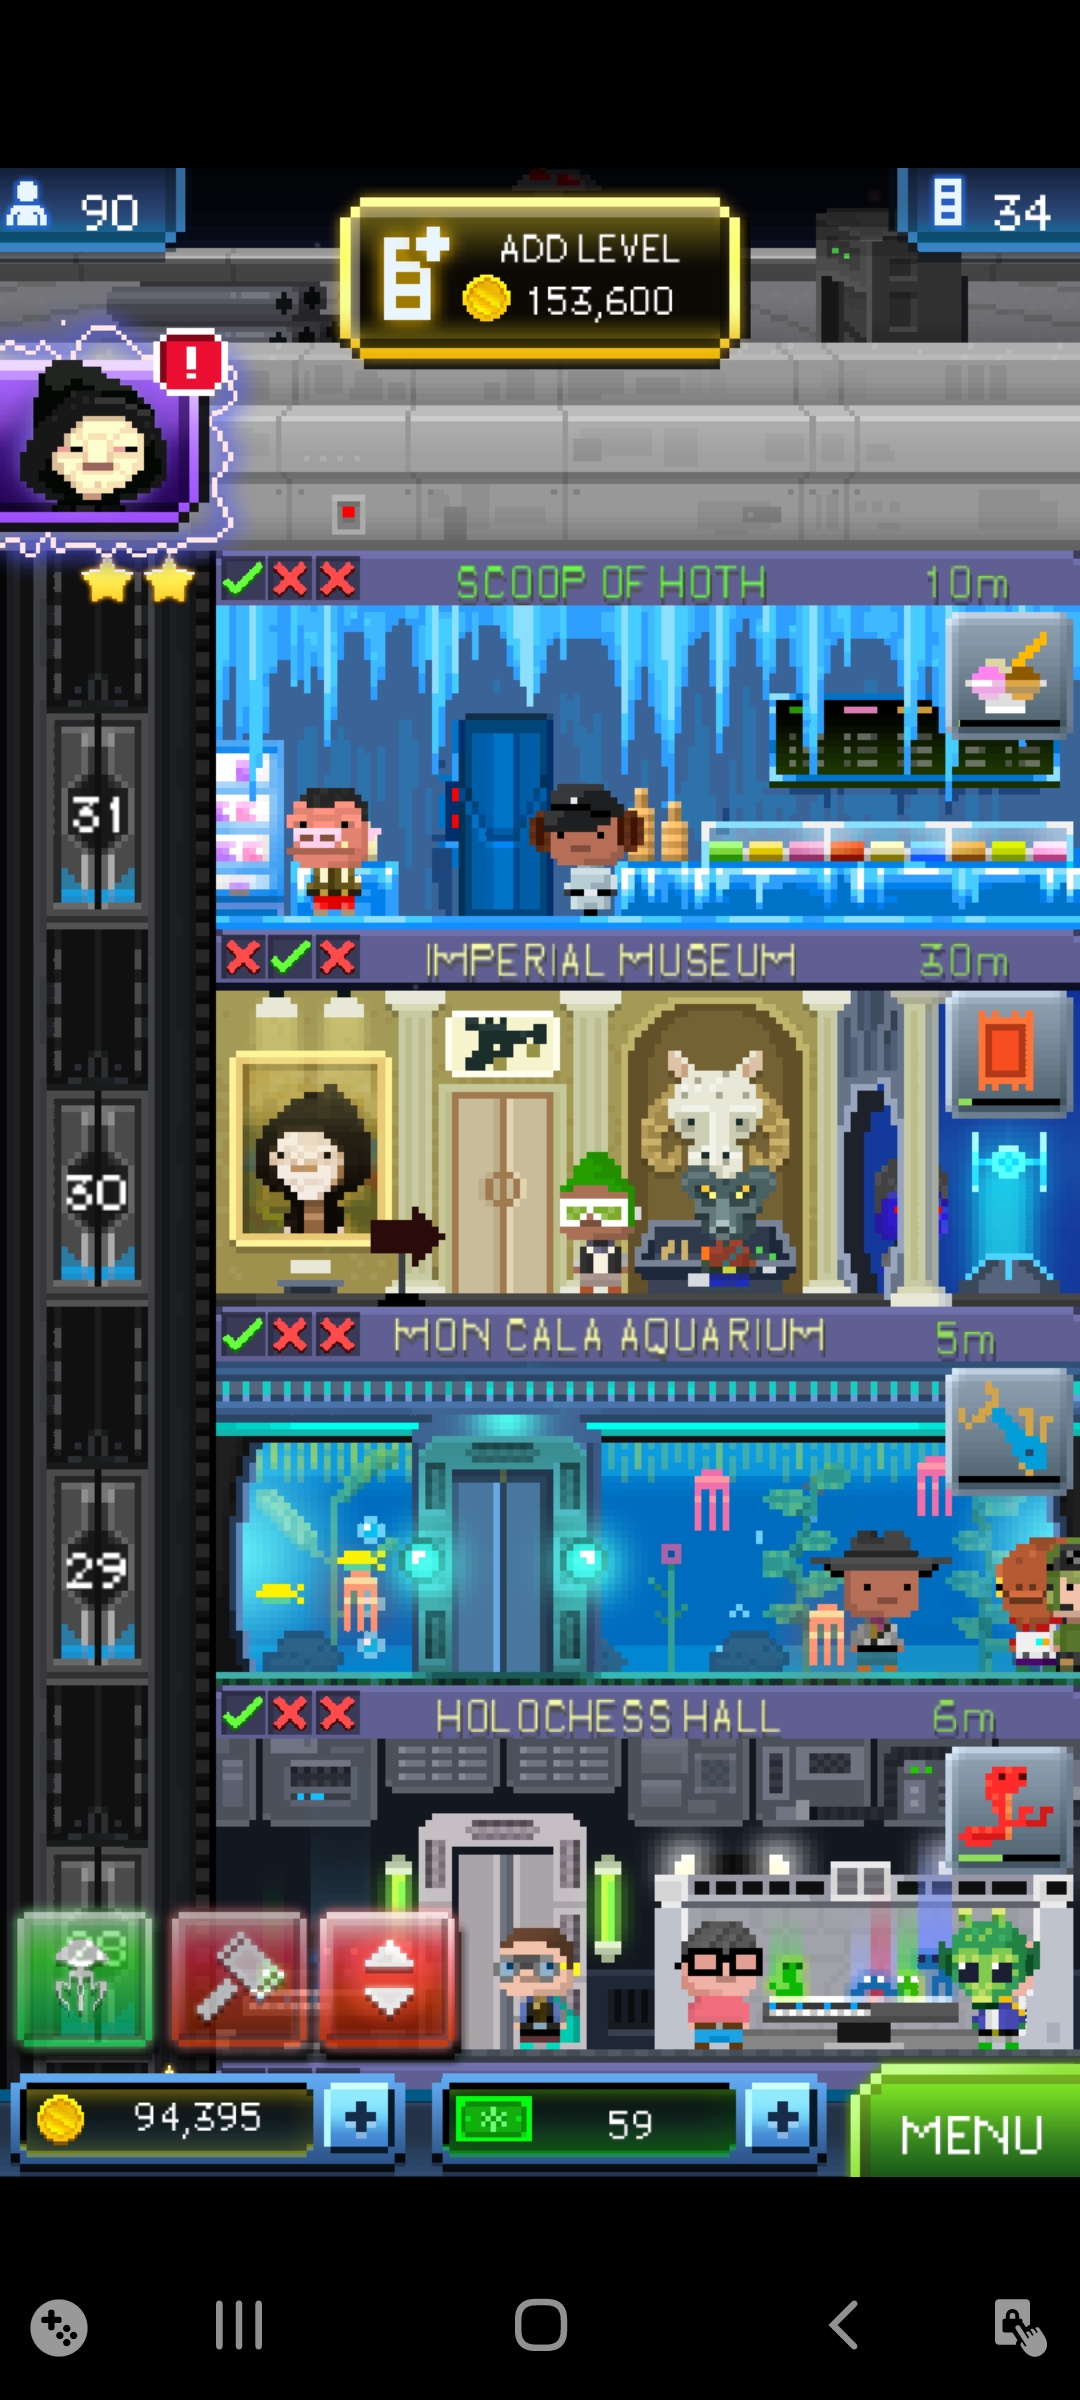 90
ADD LEVEL
153,600
34
!
SCOOP OF HOTH 10m
31
IMPERIAL MUSEUM 30m
30
MON CALA AQUARIUM 5m
29
HOLOCHESS HALL 6m
28
94,395
59
MENU